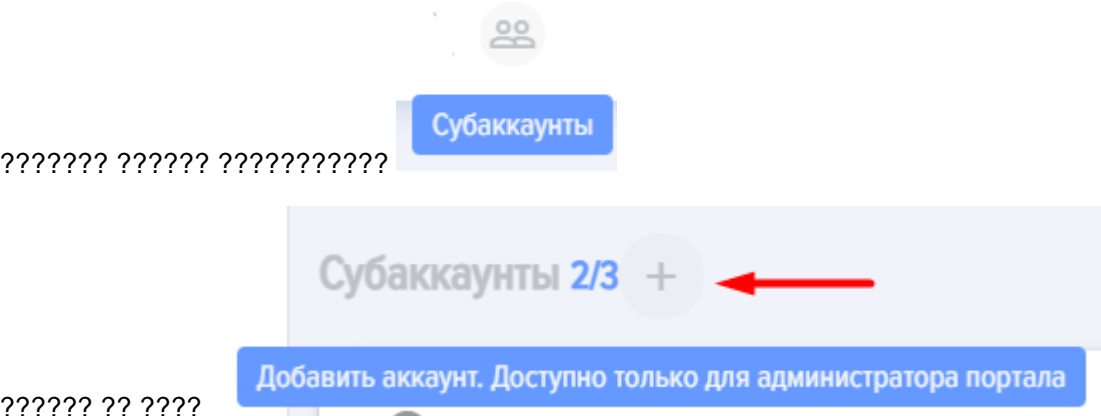 Субаккаунты
??????? ?????? ???????????
Субаккаунты 2/3 +
Добавить аккаунт. Доступно только для администратора портала
?????? ?? ????